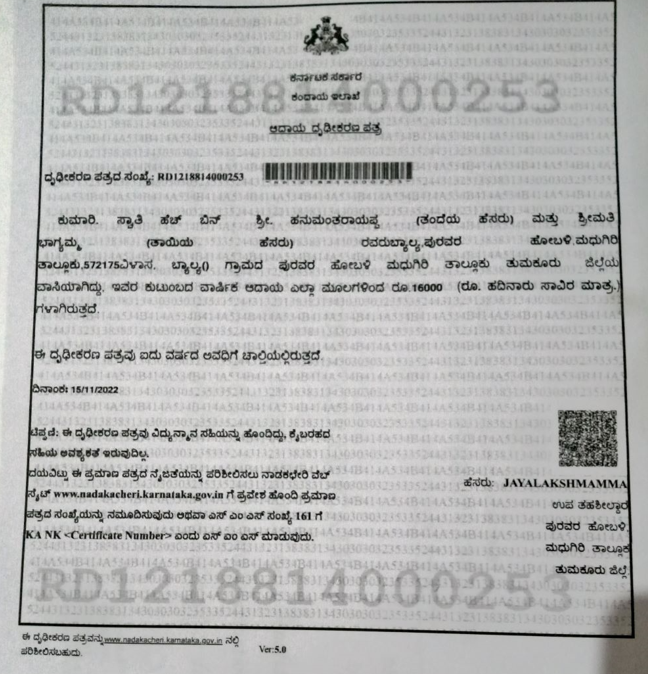 ಕರ್ನಾಟಕ ಸರ್ಕಾರ
ಕಂದಾಯ ಇಲಾಖೆ
RD1218814000253
ಆದಾಯ ದೃಢೀಕರಣ ಪತ್ರ
ದೃಢೀಕರಣ ಪತ್ರದ ಸಂಖ್ಯೆ: RD1218814000253
ಕುಮಾರಿ. ಸ್ವಾತಿ ಹೆಚ್ ಬಿನ್ ಶ್ರೀ. ಹನುಮಂತರಾಯಪ್ಪ (ತಂದೆಯ ಹೆಸರು) ಮತ್ತು ಶ್ರೀಮತಿ
ಭಾಗ್ಯಮ್ಮ (ತಾಯಿಯ ಹೆಸರು) ರವರುಬ್ಯಾಲ್ಯ,ಪುರವರ ಹೋಬಳಿ,ಮಧುಗಿರಿ
ತಾಲ್ಲೂಕು,572175ವಿಳಾಸ, ಬ್ಯಾಲ್ಯ() ಗ್ರಾಮದ ಪುರವರ ಹೋಬಳಿ ಮಧುಗಿರಿ ತಾಲ್ಲೂಕು ತುಮಕೂರು ಜಿಲ್ಲೆಯ
ವಾಸಿಯಾಗಿದ್ದು, ಇವರ ಕುಟುಂಬದ ವಾರ್ಷಿಕ ಆದಾಯ ಎಲ್ಲಾ ಮೂಲಗಳಿಂದ ರೂ.16000 (ರೂ. ಹದಿನಾರು ಸಾವಿರ ಮಾತ್ರ.)
ಗಳಾಗಿರುತ್ತದೆ.
ಈ ದೃಢೀಕರಣ ಪತ್ರವು ಐದು ವರ್ಷದ ಅವಧಿಗೆ ಚಾಲ್ತಿಯಲ್ಲಿರುತ್ತದೆ.
ದಿನಾಂಕ: 15/11/2022
ಟಿಪ್ಪಣಿ: ಈ ದೃಢೀಕರಣ ಪತ್ರವು ವಿದ್ಯುನ್ಮಾನ ಸಹಿಯನ್ನು ಹೊಂದಿದ್ದು, ಕೈಬರಹದ
ಸಹಿಯ ಅವಶ್ಯಕತೆ ಇರುವುದಿಲ್ಲ.
ದಯವಿಟ್ಟು ಈ ಪ್ರಮಾಣ ಪತ್ರದ ನೈಜತೆಯನ್ನು ಪರಿಶೀಲಿಸಲು ನಾಡಕಛೇರಿ ವೆಬ್
ಸೈಟ್ www.nadakacheri.karnataka.gov.in ಗೆ ಪ್ರವೇಶ ಹೊಂದಿ ಪ್ರಮಾಣ
ಪತ್ರದ ಸಂಖ್ಯೆಯನ್ನು ನಮೂದಿಸುವುದು ಅಥವಾ ಎಸ್ ಎಂ ಎಸ್ ಸಂಖ್ಯೆ 161 ಗೆ
KA NK <Certificate Number> ಎಂದು ಎಸ್ ಎಂ ಎಸ್ ಮಾಡುವುದು.
ಹೆಸರು: JAYALAKSHMAMMA
ಉಪ ತಹಶೀಲ್ದಾರ
ಪುರವರ ಹೋಬಳಿ.
ಮಧುಗಿರಿ ತಾಲ್ಲೂಕ
ತುಮಕೂರು ಜಿಲ್ಲೆ
RD1218814000253
ಈ ದೃಢೀಕರಣ ಪತ್ರವನ್ನು www.nadakacheri.karnataka.gov.in ನಲ್ಲಿ
ಪರಿಶೀಲಿಸಬಹುದು.
Ver:5.0